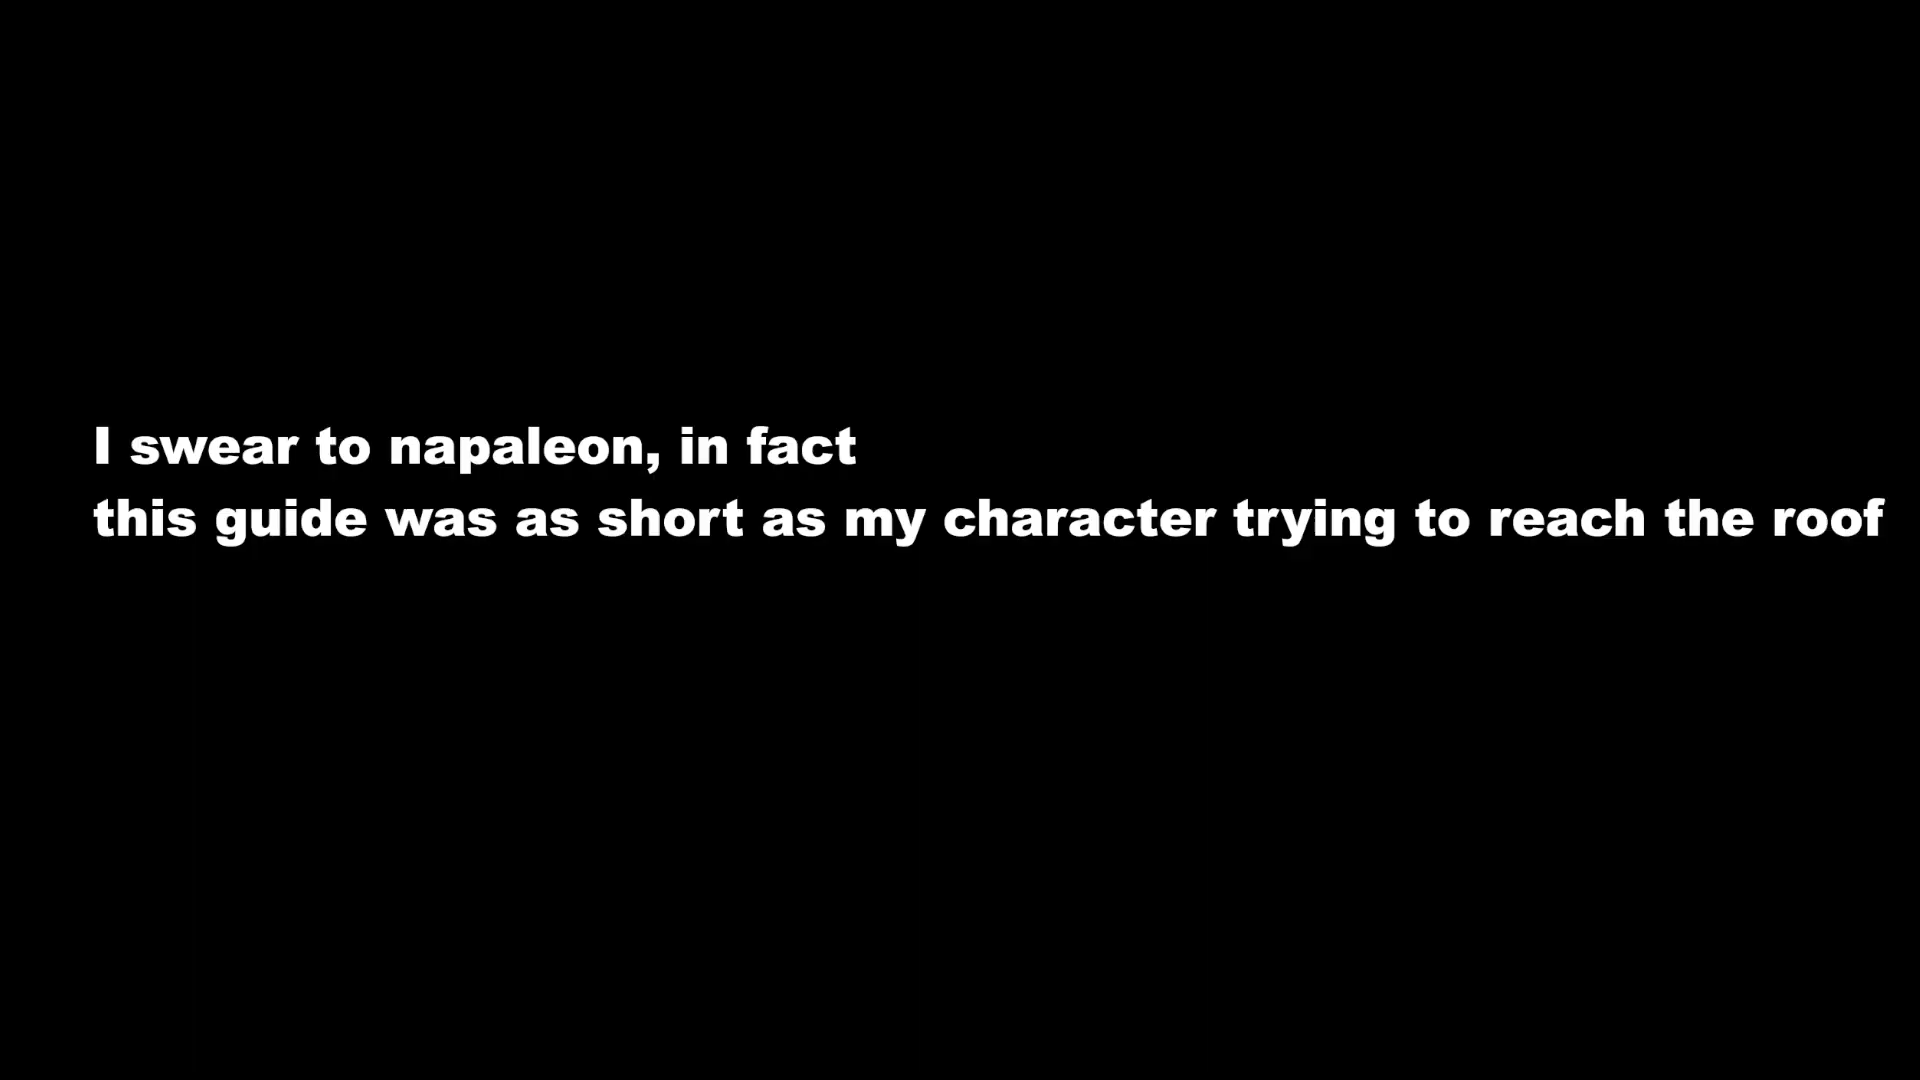 I swear to napaleon, in fact
this guide was as short as my character trying to reach the roof